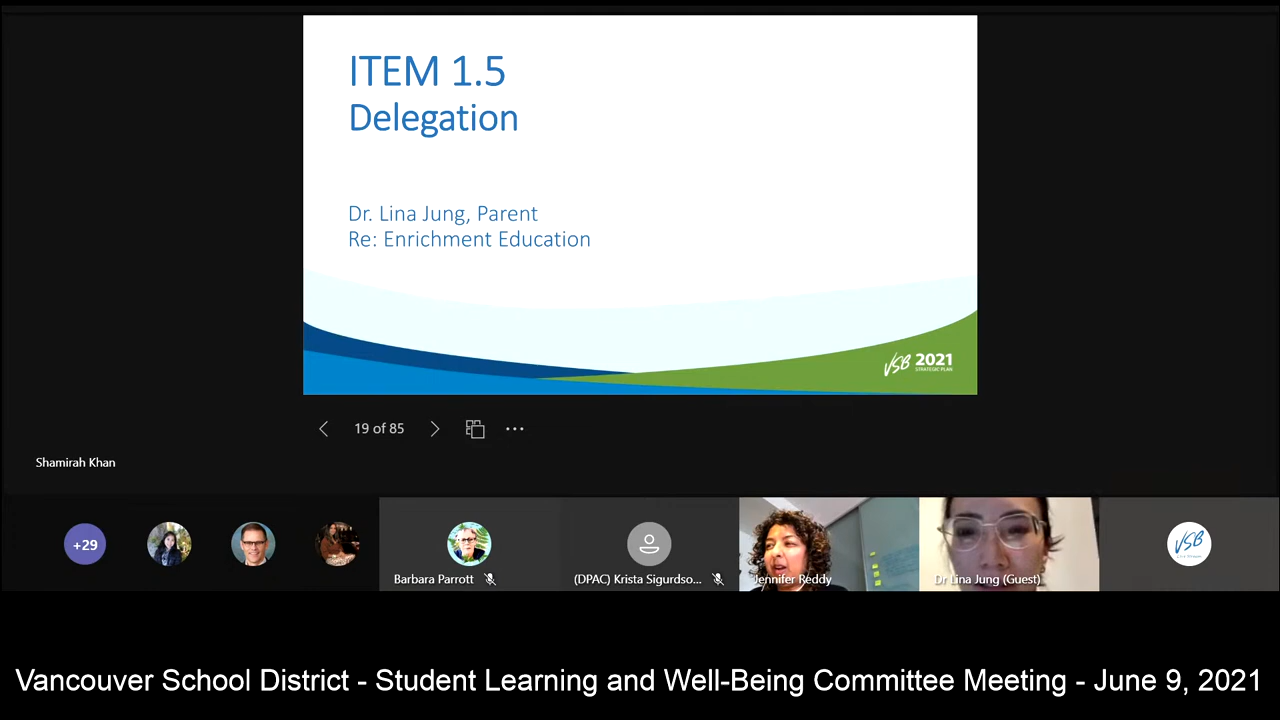 ITEM 1.5
Delegation
Dr. Lina Jung, Parent
Re: Enrichment Education
VSB 2021
STRATEGIC PLAN
19 of 85
Shamirah Khan
+29
Barbara Parrott
(DPAC) Krista Sigurdso...
Jennifer Reddy
Dr Lina Jung (Guest)
VSB
Vancouver School District - Student Learning and Well-Being Committee Meeting - June 9, 2021